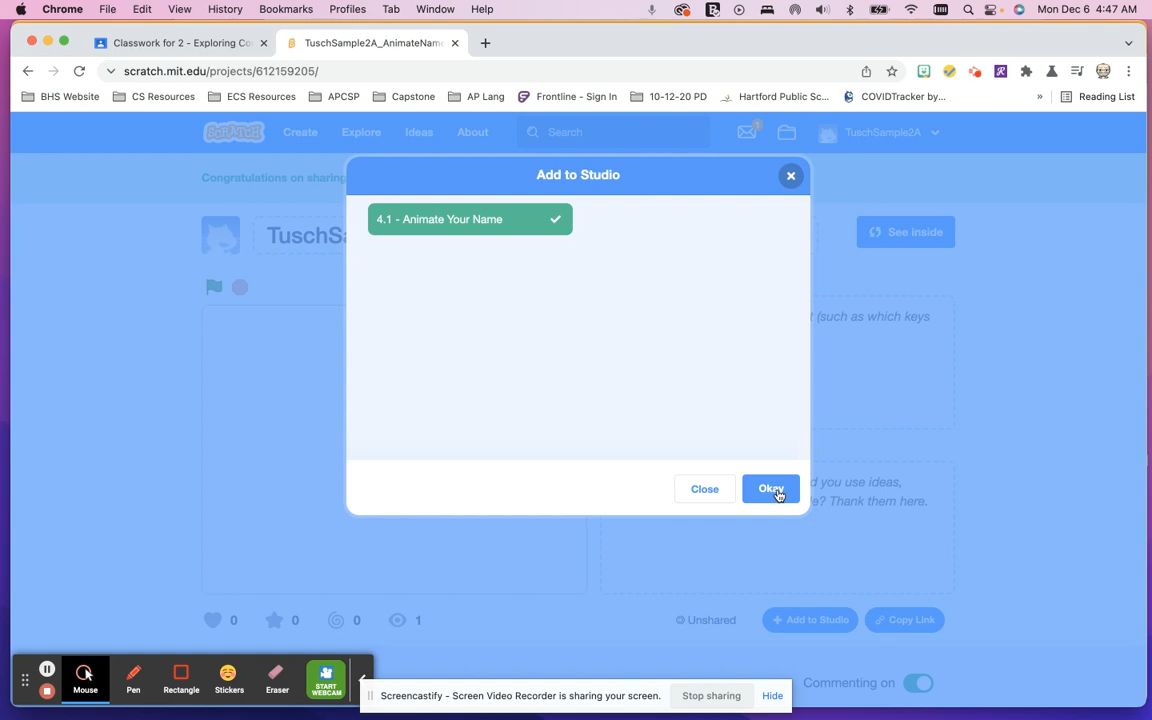 Chrome File Edit View History Bookmarks Profiles Tab Window Help Mon Dec 6 4:47 AM
Classwork for 2 - Exploring Co TuschSample2A_AnimateName
scratch.mit.edu/projects/612159205/
BHS Website CS Resources ECS Resources APCSP Capstone AP Lang Frontline - Sign In 10-12-20 PD Hartford Public Sc... COVIDTracker by... » Reading List
SCRATCH Create Explore Ideas About Search 1 TuschSample2A
Congratulations on sharing
Add to Studio
4.1 - Animate Your Name
TuschSa
See inside
t (such as which keys
Close Okay
d you use ideas,
le? Thank them here.
0 0 0 1 Unshared + Add to Studio Copy Link
Commenting on
Mouse Pen Rectangle Stickers Eraser START WEBCAM
Screencastify - Screen Video Recorder is sharing your screen. Stop sharing Hide